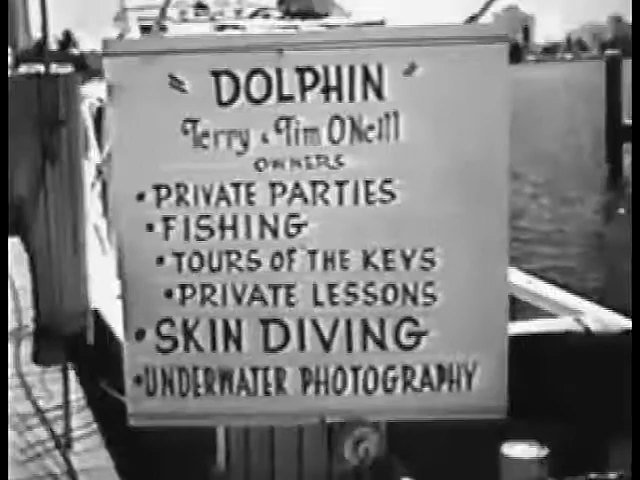 "DOLPHIN"
Terry & Tim O'Neill
OWNERS
• PRIVATE PARTIES
• FISHING
• TOURS OF THE KEYS
• PRIVATE LESSONS
• SKIN DIVING
• UNDERWATER PHOTOGRAPHY